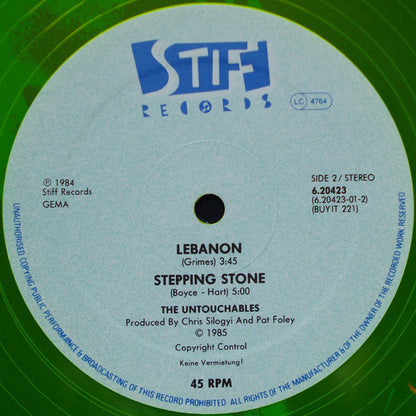 STIFF
RECORDS
LC 4764
℗ 1984
Stiff Records
GEMA
SIDE 2/STEREO
6.20423
(6.20423-01-2)
(BUY IT 221)
LEBANON
(Grimes) 3:45
STEPPING STONE
(Boyce - Hart) 5:00
THE UNTOUCHABLES
Produced By Chris Silogyi And Pat Foley
© 1985
Copyright Control
Keine Vermietung!
45 RPM
UNAUTHORISED COPYING PUBLIC PERFORMANCE & BROADCASTING OF THIS RECORD PROHIBITED ALL RIGHTS OF THE MANUFACTURER & OF THE OWNER OF THE RECORDED WORK RESERVED